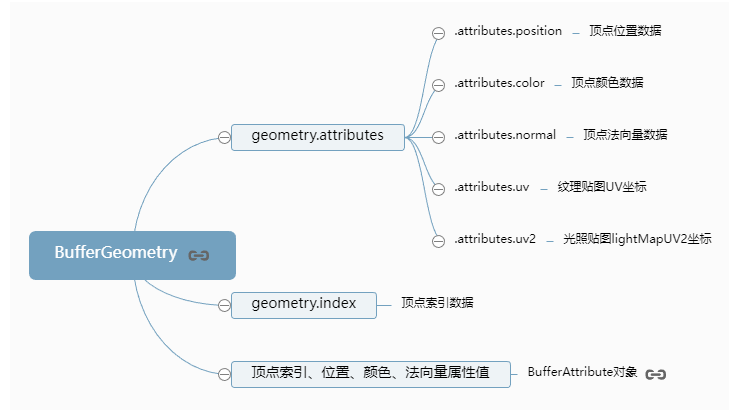 BufferGeometry
geometry.attributes
.attributes.position – 顶点位置数据
.attributes.color – 顶点颜色数据
.attributes.normal – 顶点法向量数据
.attributes.uv – 纹理贴图UV坐标
.attributes.uv2 – 光照贴图lightMapUV2坐标
geometry.index
顶点索引数据
顶点索引、位置、颜色、法向量属性值
BufferAttribute对象